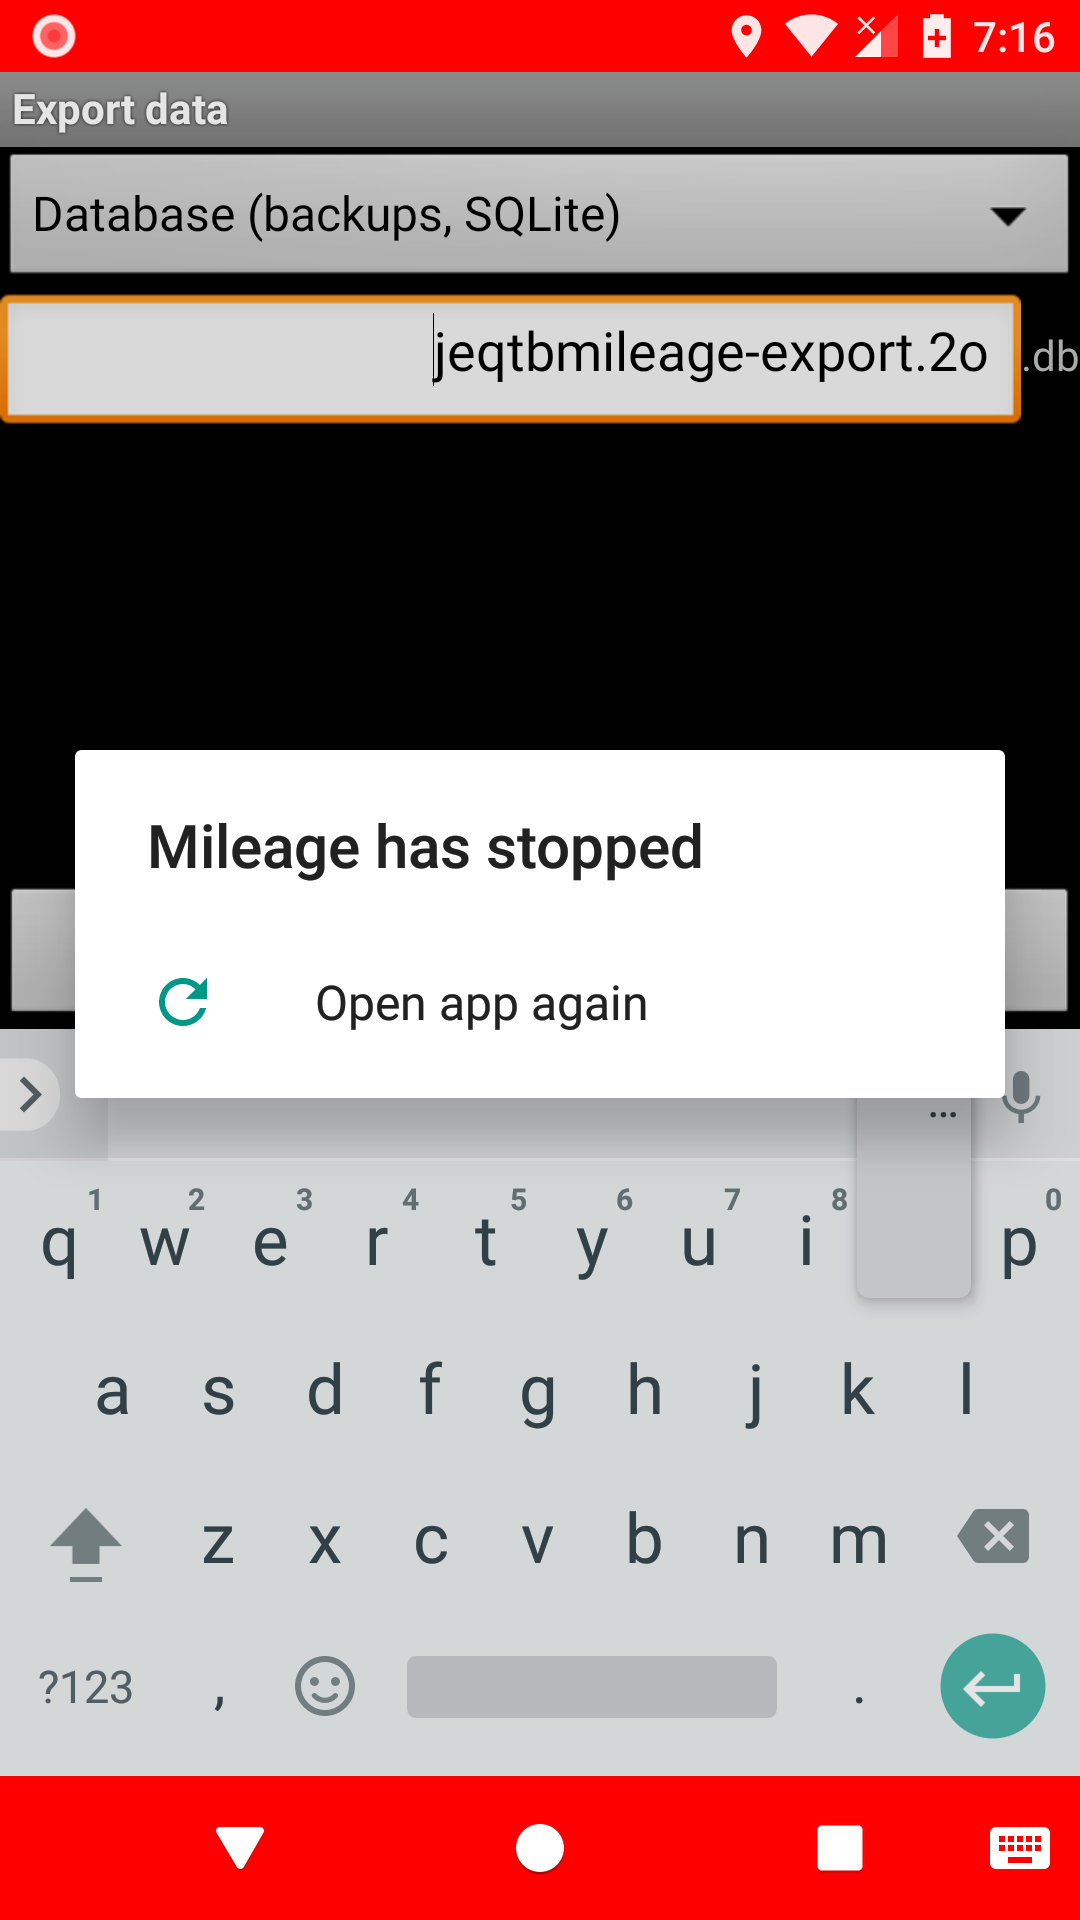 7:16
Export data
Database (backups, SQLite)
jeqtbmileage-export.2o .db
Mileage has stopped
Open app again
...
1 2 3 4 5 6 7 8 0
q w e r t y u i p
a s d f g h j k l
z x c v b n m
?123 , .